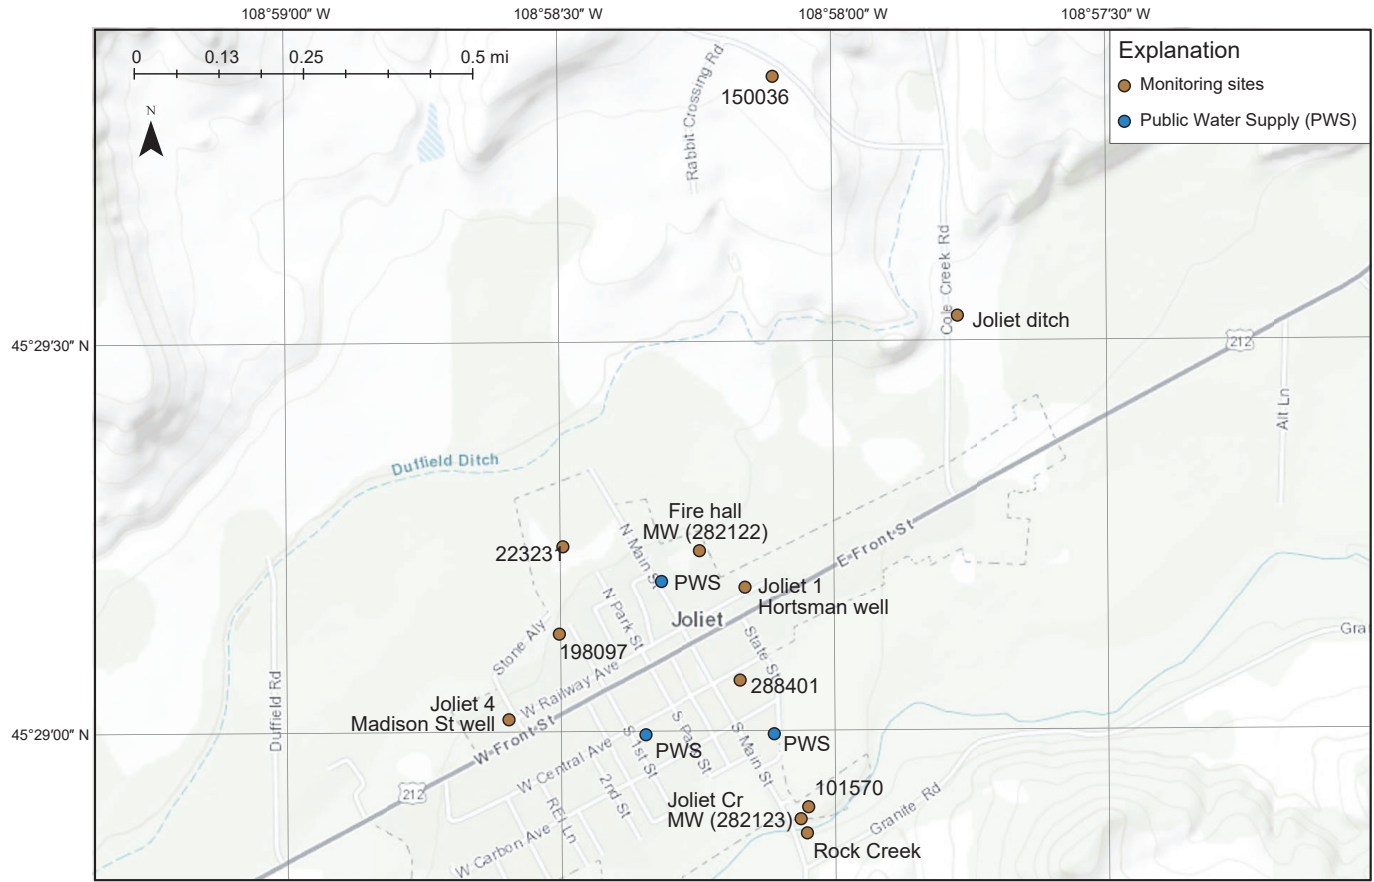 108°59′00″ W
108°58′30″ W
108°58′00″ W
108°57′30″ W
0 0.13 0.25 0.5 mi
N
Explanation
Monitoring sites
Public Water Supply (PWS)
150036
Rabbit Crossing Rd
Cole Creek Rd
Joliet ditch
45°29′30″ N
212
Alt Ln
Duffield Ditch
Fire hall
MW (282122)
223231
N Main St
E Front St
PWS
Joliet 1
Hortsman well
N Park St
Joliet
Stone Aly
198097
State St
Gra
W Railway Ave
288401
Duffield Rd
Joliet 4
Madison St well
W Front St
45°29′00″ N
S 1st St
PWS
S Park St
S Main St
PWS
W Central Ave
212
2nd St
101570
Joliet Cr
MW (282123)
Granite Rd
REI Ln
W Carbon Ave
Rock Creek